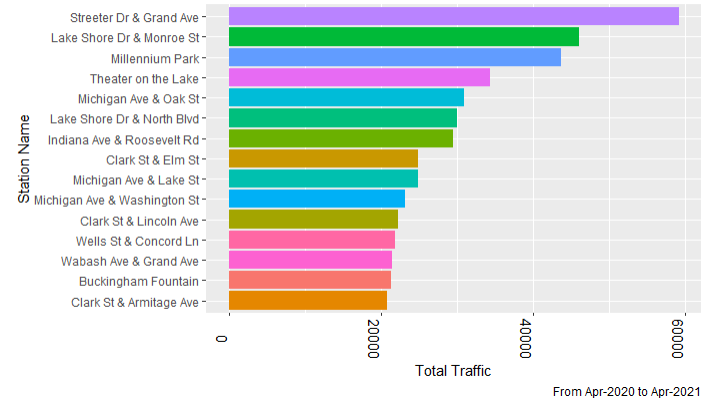 Streeter Dr & Grand Ave
Lake Shore Dr & Monroe St
Millennium Park
Theater on the Lake
Michigan Ave & Oak St
Lake Shore Dr & North Blvd
Indiana Ave & Roosevelt Rd
Clark St & Elm St
Michigan Ave & Lake St
Michigan Ave & Washington St
Clark St & Lincoln Ave
Wells St & Concord Ln
Wabash Ave & Grand Ave
Buckingham Fountain
Clark St & Armitage Ave
Station Name
0
20000
40000
60000
Total Traffic
From Apr-2020 to Apr-2021